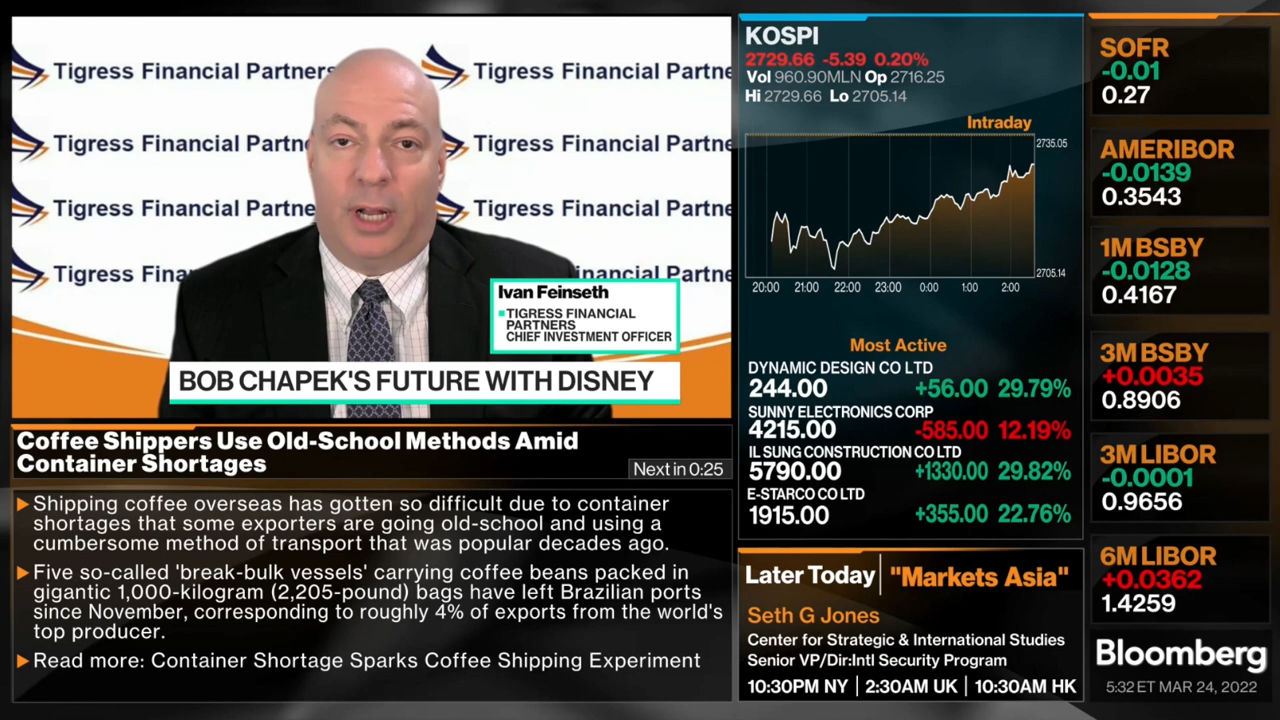 Tigress Financial Partners
Tigress Financial Partne
Tigress Financial Partn
Tigress Financial Partne
Tigress Financial Partne
Tigress Financial Partne
Tigress Fina
inancial Partne
Ivan Feinseth
TIGRESS FINANCIAL
PARTNERS
CHIEF INVESTMENT OFFICER
BOB CHAPEK'S FUTURE WITH DISNEY
Coffee Shippers Use Old-School Methods Amid
Container Shortages
Next in 0:25
Shipping coffee overseas has gotten so difficult due to container
shortages that some exporters are going old-school and using a
cumbersome method of transport that was popular decades ago.
Five so-called 'break-bulk vessels' carrying coffee beans packed in
gigantic 1,000-kilogram (2,205-pound) bags have left Brazilian ports
since November, corresponding to roughly 4% of exports from the world's
top producer.
Read more: Container Shortage Sparks Coffee Shipping Experiment
KOSPI
2729.66 -5.39 0.20%
Vol 960.90MLN Op 2716.25
Hi 2729.66 Lo 2705.14
Intraday
2735.05
2705.14
20:00 21:00 22:00 23:00 0:00 1:00 2:00
Most Active
DYNAMIC DESIGN CO LTD
244.00 +56.00 29.79%
SUNNY ELECTRONICS CORP
4215.00 -585.00 12.19%
IL SUNG CONSTRUCTION CO LTD
5790.00 +1330.00 29.82%
E-STARCO CO LTD
1915.00 +355.00 22.76%
Later Today "Markets Asia"
Seth G Jones
Center for Strategic & International Studies
Senior VP/Dir:Intl Security Program
10:30PM NY | 2:30AM UK | 10:30AM HK
SOFR
-0.01
0.27
AMERIBOR
-0.0139
0.3543
1M BSBY
-0.0128
0.4167
3M BSBY
+0.0035
0.8906
3M LIBOR
-0.0001
0.9656
6M LIBOR
+0.0362
1.4259
Bloomberg
5:32 ET MAR 24, 2022